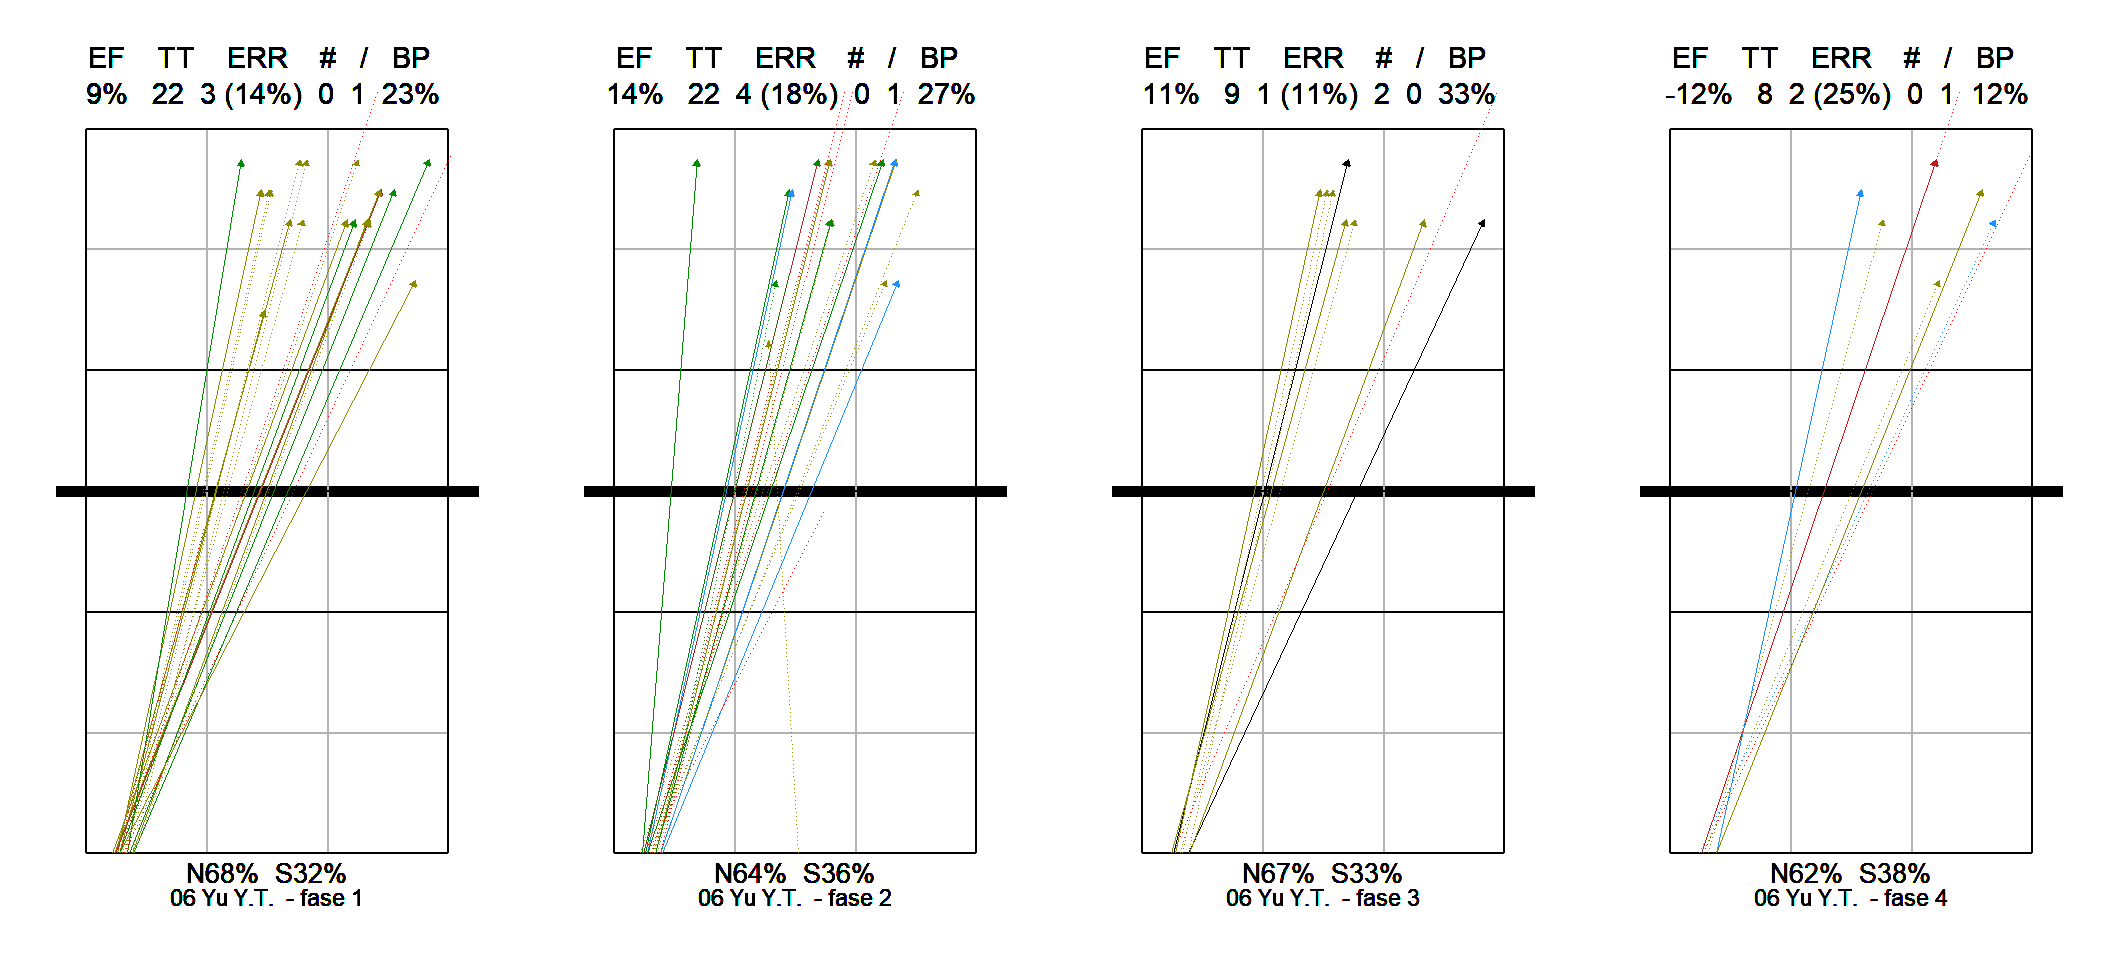 EF TT ERR # / BP
9% 22 3 (14%) 0 1 23%
N68% S32%
06 Yu Y.T. - fase 1
EF TT ERR # / BP
14% 22 4 (18%) 0 1 27%
N64% S36%
06 Yu Y.T. - fase 2
EF TT ERR # / BP
11% 9 1 (11%) 2 0 33%
N67% S33%
06 Yu Y.T. - fase 3
EF TT ERR # / BP
-12% 8 2 (25%) 0 1 12%
N62% S38%
06 Yu Y.T. - fase 4